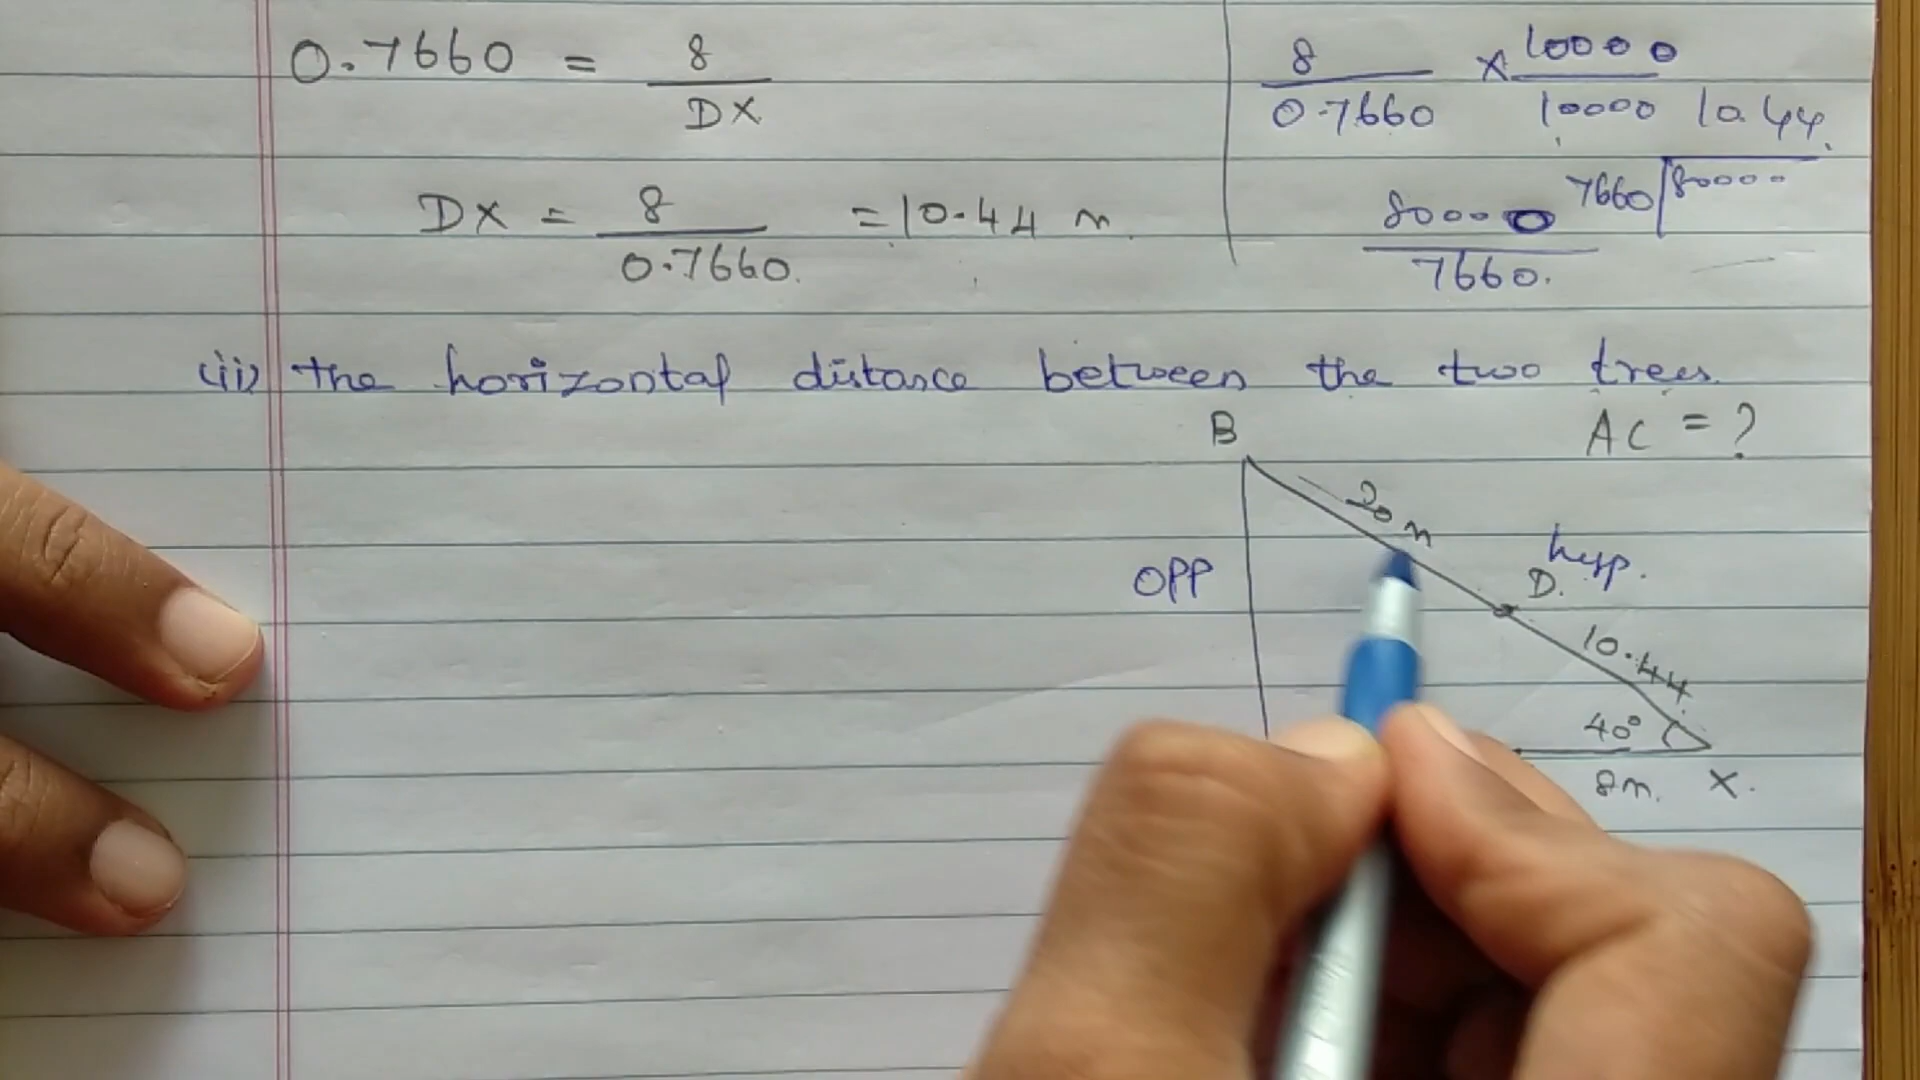 0.7660 = 8 / DX
DX = 8 / 0.7660. = 10.44 m.
8 / 0.7660 × 10000 / 10000
10.44.
7660 80000
80000 / 7660.
(ii) the horizontal distance between the two trees.
AC = ?
B
20 m
OPP
hyp.
D.
10.44
40°
8m.
X.